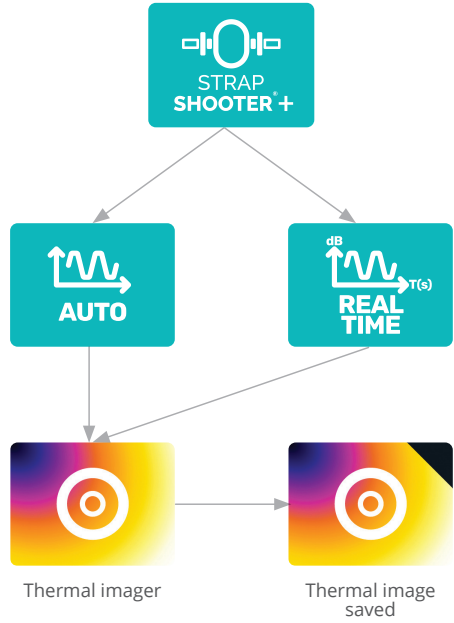 STRAP
SHOOTER®+
AUTO
dB
T(s)
REAL
TIME
Thermal imager
Thermal image
saved